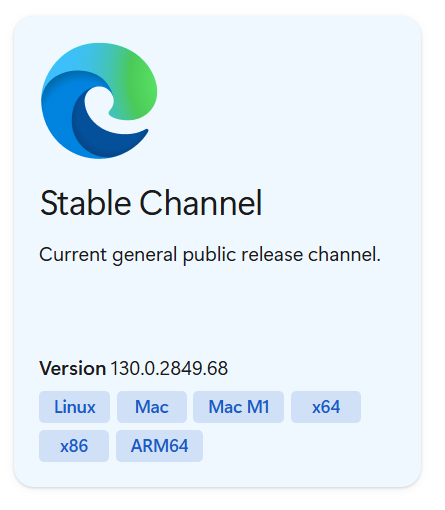 Stable Channel
Current general public release channel.
Version 130.0.2849.68
Linux Mac Mac M1 x64
x86 ARM64